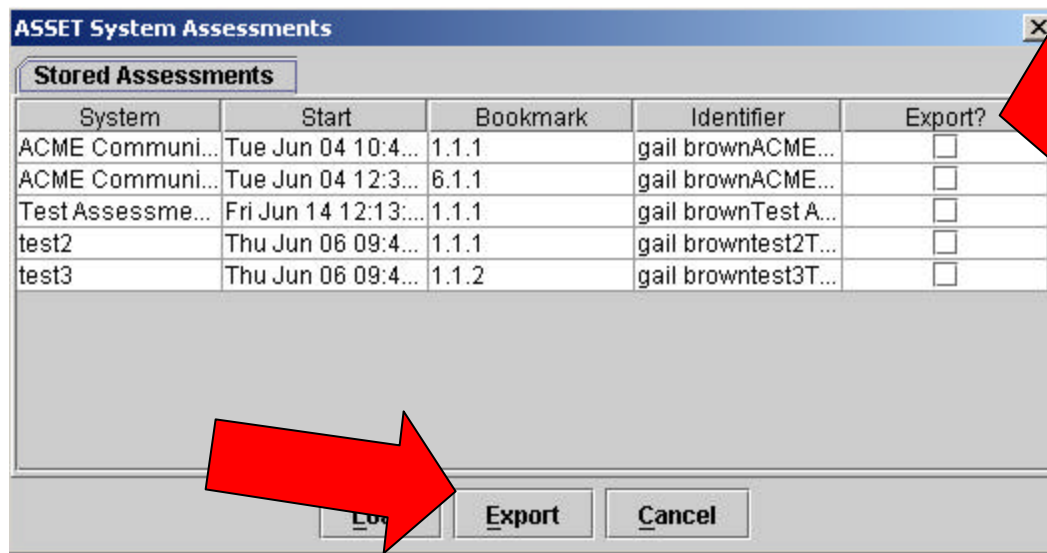 ASSET System Assessments
Stored Assessments
System Start Bookmark Identifier Export?
ACME Communi... Tue Jun 04 10:4... 1.1.1 gail brownACME...
ACME Communi... Tue Jun 04 12:3... 6.1.1 gail brownACME...
Test Assessme... Fri Jun 14 12:13:... 1.1.1 gail brownTest A...
test2 Thu Jun 06 09:4... 1.1.1 gail browntest2T...
test3 Thu Jun 06 09:4... 1.1.2 gail browntest3T...
Export Cancel